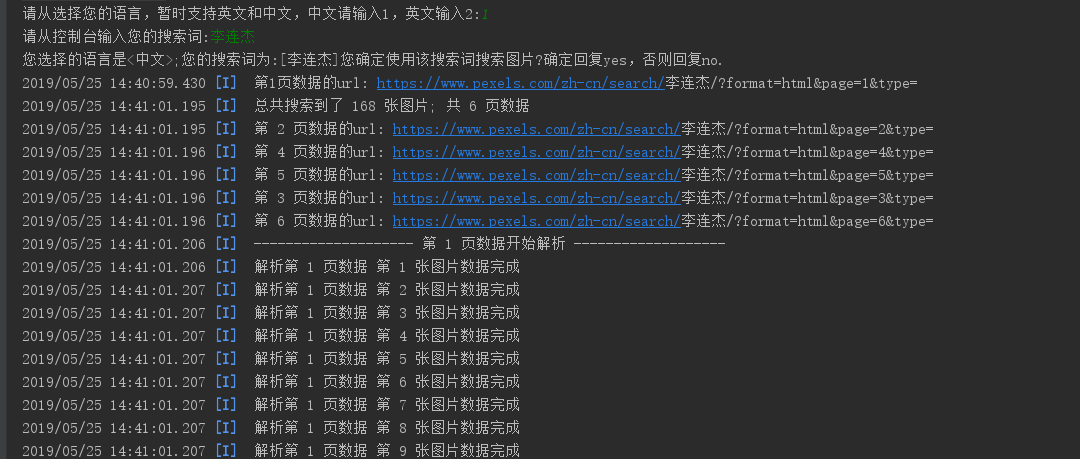 请从选择您的语言，暂时支持英文和中文，中文请输入1，英文输入2:1
请从控制台输入您的搜索词:李连杰
您选择的语言是<中文>;您的搜索词为:[李连杰]您确定使用该搜索词搜索图片?确定回复yes，否则回复no.
2019/05/25 14:40:59.430 [I] 第1页数据的url: https://www.pexels.com/zh-cn/search/李连杰/?format=html&page=1&type=
2019/05/25 14:41:01.195 [I] 总共搜索到了 168 张图片; 共 6 页数据
2019/05/25 14:41:01.195 [I] 第 2 页数据的url: https://www.pexels.com/zh-cn/search/李连杰/?format=html&page=2&type=
2019/05/25 14:41:01.196 [I] 第 4 页数据的url: https://www.pexels.com/zh-cn/search/李连杰/?format=html&page=4&type=
2019/05/25 14:41:01.196 [I] 第 5 页数据的url: https://www.pexels.com/zh-cn/search/李连杰/?format=html&page=5&type=
2019/05/25 14:41:01.196 [I] 第 3 页数据的url: https://www.pexels.com/zh-cn/search/李连杰/?format=html&page=3&type=
2019/05/25 14:41:01.196 [I] 第 6 页数据的url: https://www.pexels.com/zh-cn/search/李连杰/?format=html&page=6&type=
2019/05/25 14:41:01.206 [I] -------------------- 第 1 页数据开始解析 -------------------
2019/05/25 14:41:01.206 [I] 解析第 1 页数据 第 1 张图片数据完成
2019/05/25 14:41:01.207 [I] 解析第 1 页数据 第 2 张图片数据完成
2019/05/25 14:41:01.207 [I] 解析第 1 页数据 第 3 张图片数据完成
2019/05/25 14:41:01.207 [I] 解析第 1 页数据 第 4 张图片数据完成
2019/05/25 14:41:01.207 [I] 解析第 1 页数据 第 5 张图片数据完成
2019/05/25 14:41:01.207 [I] 解析第 1 页数据 第 6 张图片数据完成
2019/05/25 14:41:01.207 [I] 解析第 1 页数据 第 7 张图片数据完成
2019/05/25 14:41:01.207 [I] 解析第 1 页数据 第 8 张图片数据完成
2019/05/25 14:41:01.207 [I] 解析第 1 页数据 第 9 张图片数据完成